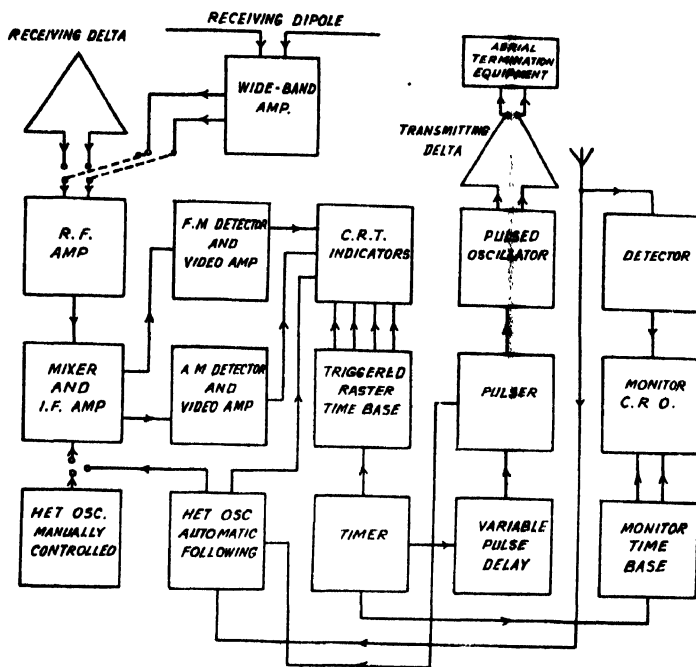 RECEIVING DIPOLE
RECEIVING DELTA
AERIAL
TERMINATION
EQUIPMENT
WIDE-BAND
AMP.
TRANSMITTING
DELTA
R.F.
AMP
F.M DETECTOR
AND
VIDEO AMP
C.R.T.
INDICATORS
PULSED
OSCILLATOR
DETECTOR
MIXER
AND
I.F. AMP
A M DETECTOR
AND
VIDEO AMP
TRIGGERED
RASTER
TIME BASE
PULSER
MONITOR
C.R.O.
HET OSC.
MANUALLY
CONTROLLED
HET OSC
AUTOMATIC
FOLLOWING
TIMER
VARIABLE
PULSE
DELAY
MONITOR
TIME
BASE